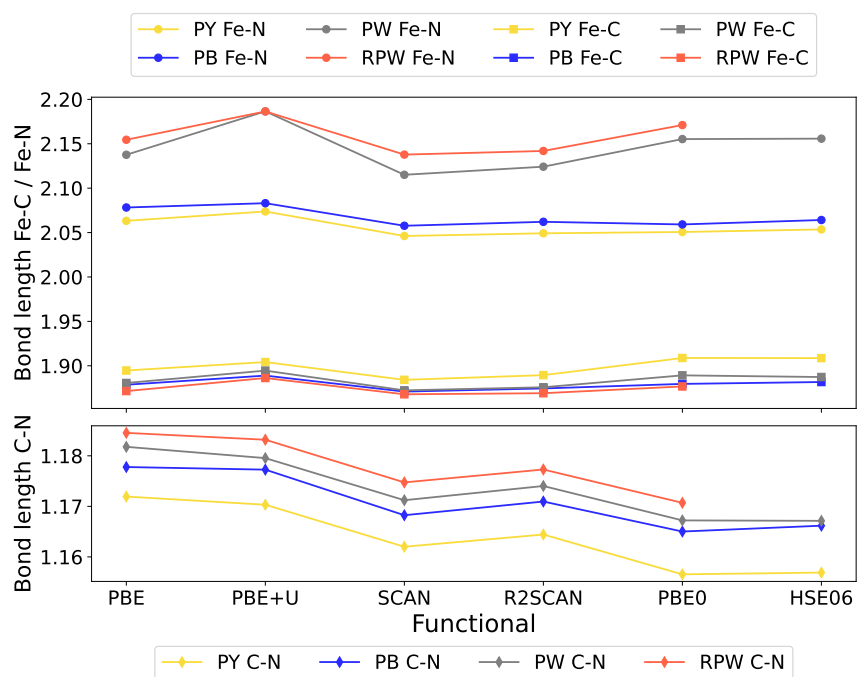 PY Fe-N PW Fe-N PY Fe-C PW Fe-C
PB Fe-N RPW Fe-N PB Fe-C RPW Fe-C
Bond length Fe-C / Fe-N
2.20
2.15
2.10
2.05
2.00
1.95
1.90
Bond length C-N
1.18
1.17
1.16
PBE PBE+U SCAN R2SCAN PBE0 HSE06
Functional
PY C-N PB C-N PW C-N RPW C-N